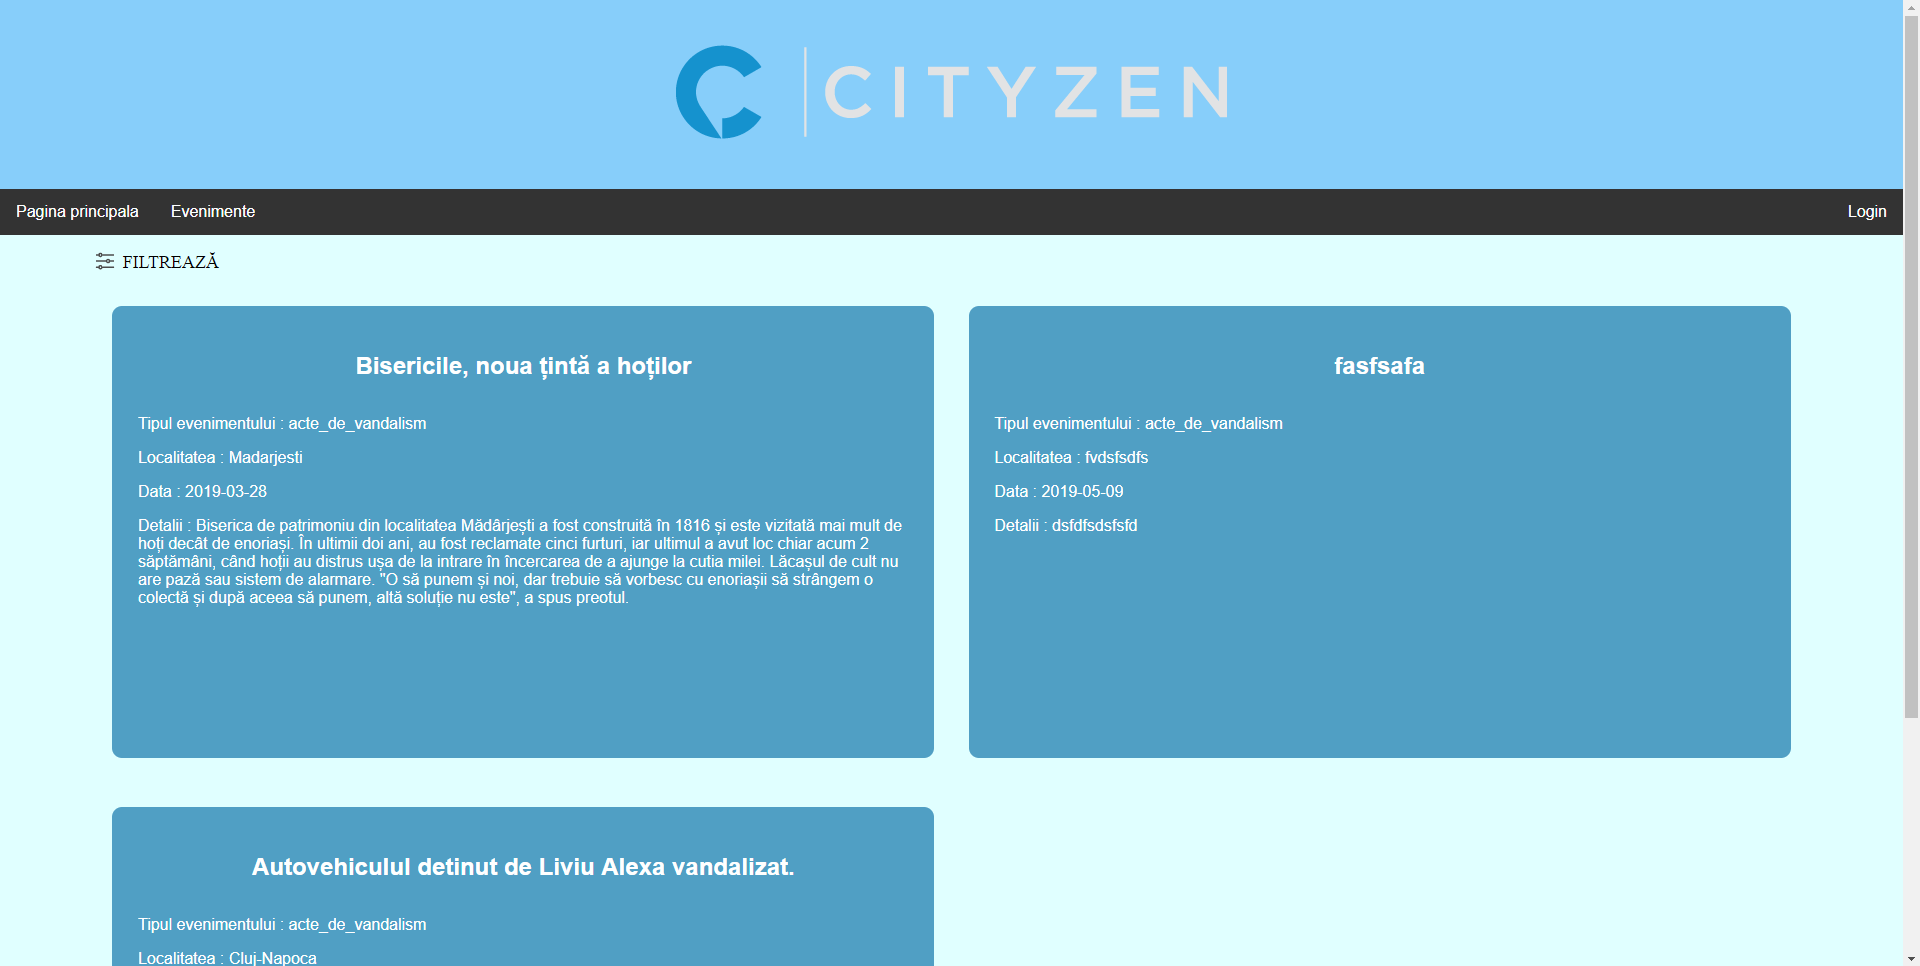 CITYZEN
Pagina principala Evenimente Login
FILTREAZĂ
Bisericile, noua țintă a hoților
Tipul evenimentului : acte_de_vandalism
Localitatea : Madarjesti
Data : 2019-03-28
Detalii : Biserica de patrimoniu din localitatea Mădârjești a fost construită în 1816 și este vizitată mai mult de
hoți decât de enoriași. În ultimii doi ani, au fost reclamate cinci furturi, iar ultimul a avut loc chiar acum 2
săptămâni, când hoții au distrus ușa de la intrare în încercarea de a ajunge la cutia milei. Lăcașul de cult nu
are pază sau sistem de alarmare. "O să punem și noi, dar trebuie să vorbesc cu enoriașii să strângem o
colectă și după aceea să punem, altă soluție nu este", a spus preotul.
fasfsafa
Tipul evenimentului : acte_de_vandalism
Localitatea : fvdsfsdfs
Data : 2019-05-09
Detalii : dsfdfsdsfsfd
Autovehiculul detinut de Liviu Alexa vandalizat.
Tipul evenimentului : acte_de_vandalism
Localitatea : Cluj-Napoca